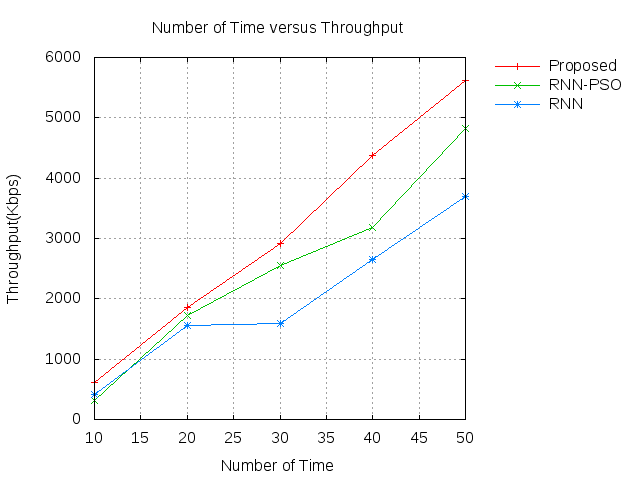 Number of Time versus Throughput
Proposed
RNN-PSO
RNN
Throughput(Kbps)
6000
5000
4000
3000
2000
1000
0
10 15 20 25 30 35 40 45 50
Number of Time